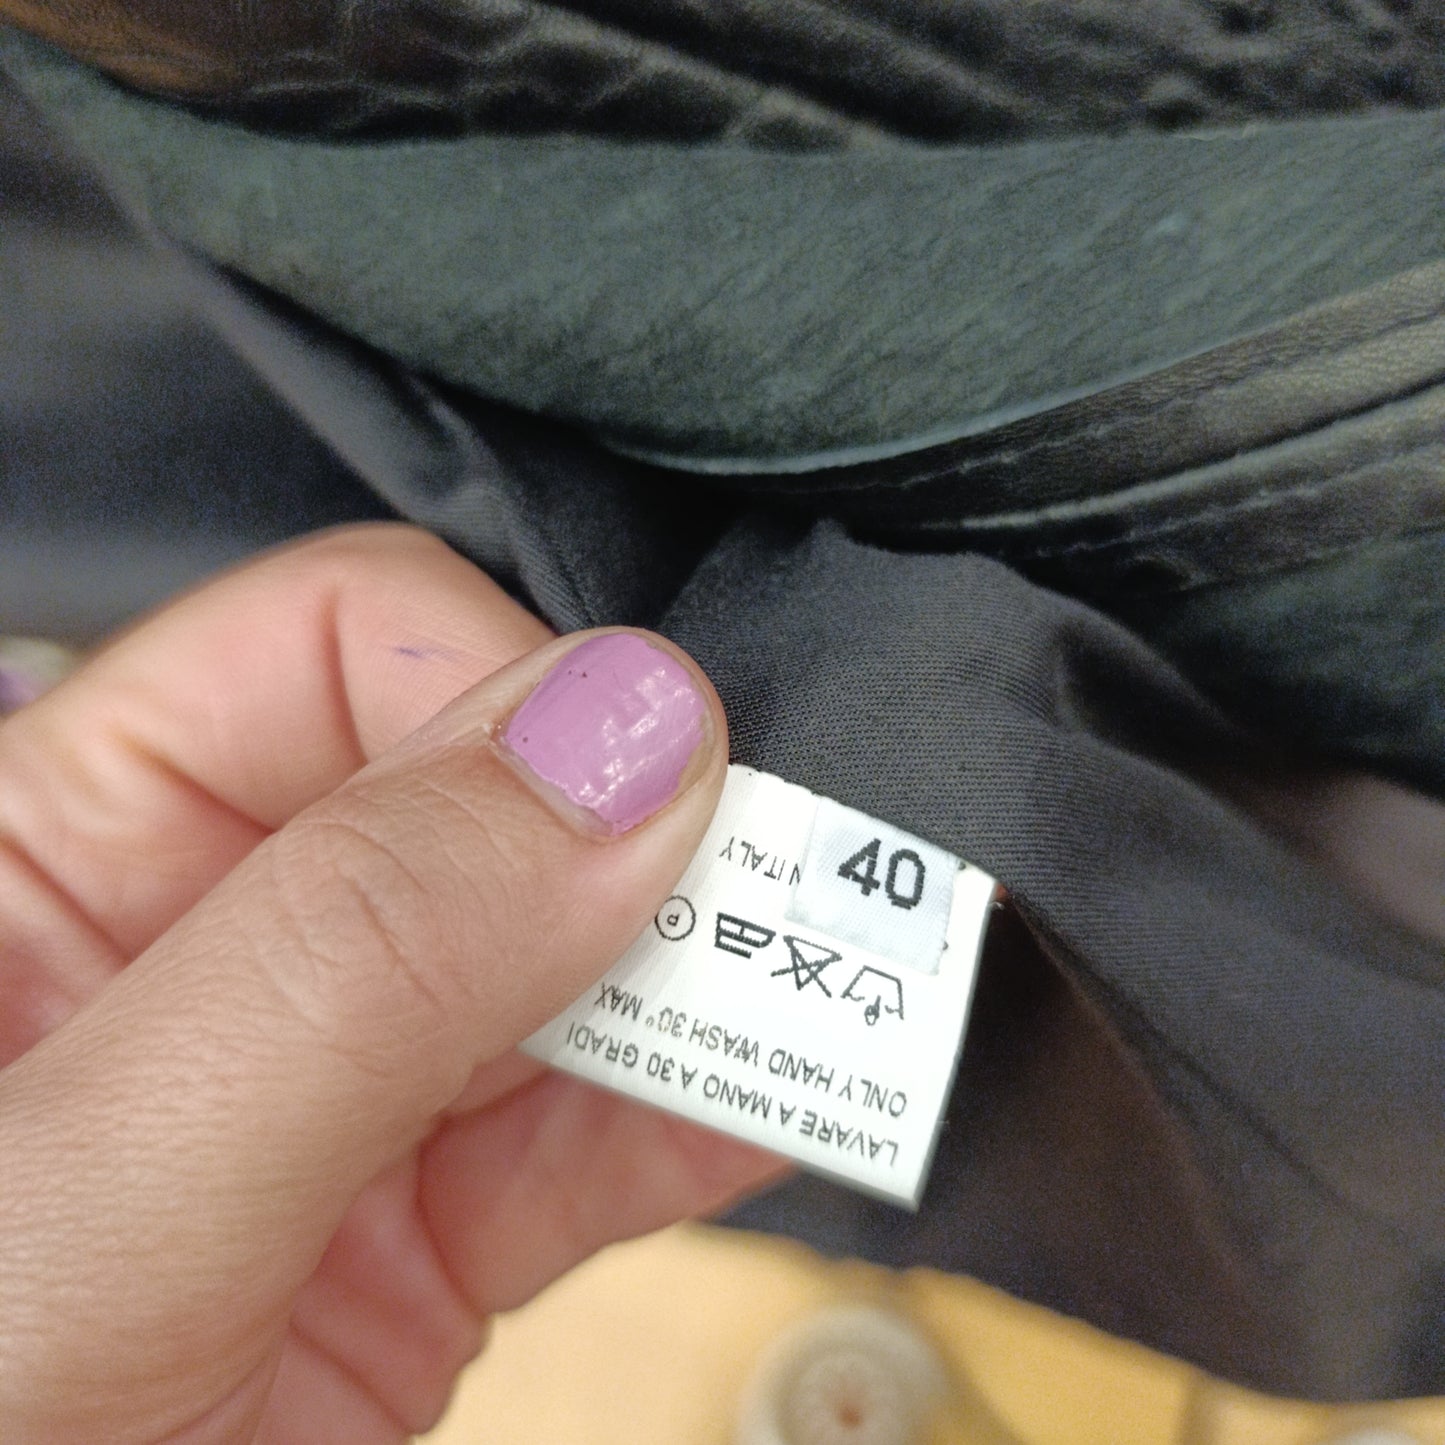 40
LAVARE A MANO A 30 GRADI
ONLY HAND WASH 30° MAX
P
ITALY